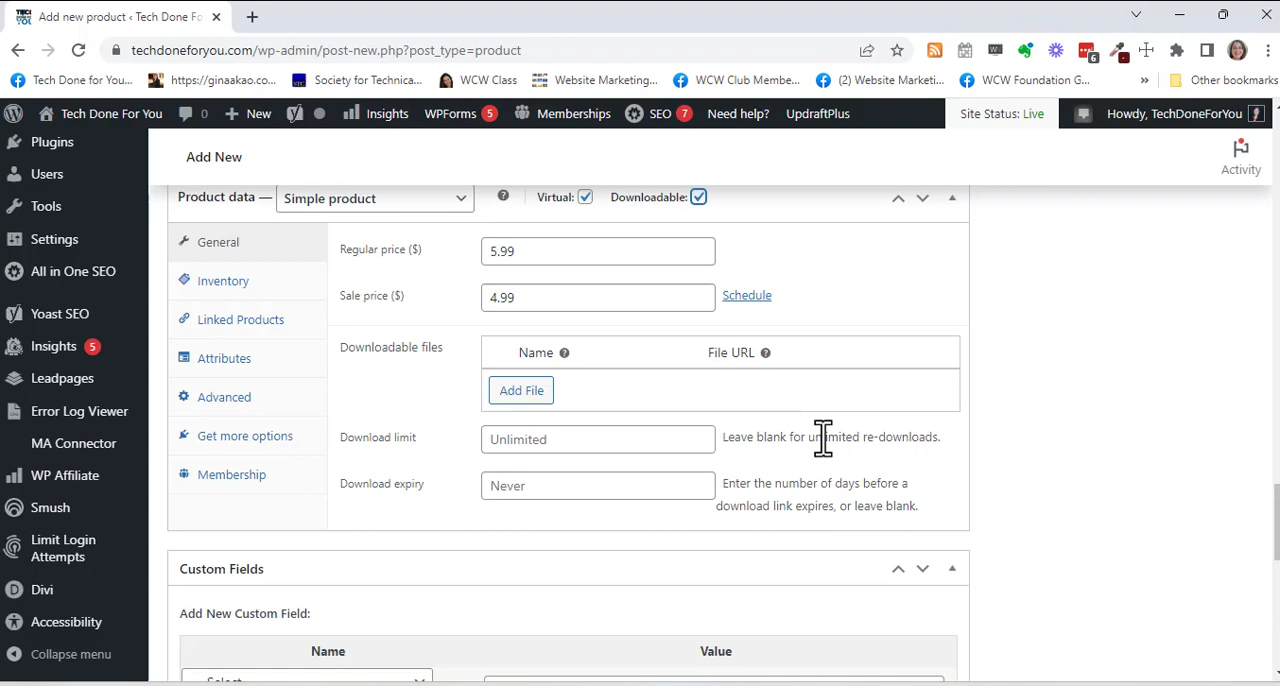 Add new product ‹ Tech Done Fo
techdoneforyou.com/wp-admin/post-new.php?post_type=product
6
Tech Done for You...
https://ginaakao.co...
Society for Technica...
WCW Class
Website Marketing...
WCW Club Membe...
(2) Website Marketi...
WCW Foundation G...
»
Other bookmarks
Tech Done For You
0
New
Insights
WPForms 5
Memberships
SEO 7
Need help?
UpdraftPlus
Site Status: Live
Howdy, TechDoneForYou
Plugins
Users
Tools
Settings
All in One SEO
Yoast SEO
Insights 5
Leadpages
Error Log Viewer
MA Connector
WP Affiliate
Smush
Limit Login
Attempts
Divi
Accessibility
Collapse menu
Add New
Activity
Product data —
Simple product
Virtual:
Downloadable:
General
Inventory
Linked Products
Attributes
Advanced
Get more options
Membership
Regular price ($)
5.99
Sale price ($)
4.99
Schedule
Downloadable files
Name
File URL
Add File
Download limit
Unlimited
Leave blank for unlimited re-downloads.
Download expiry
Never
Enter the number of days before a
download link expires, or leave blank.
Custom Fields
Add New Custom Field:
Name
Value
Select